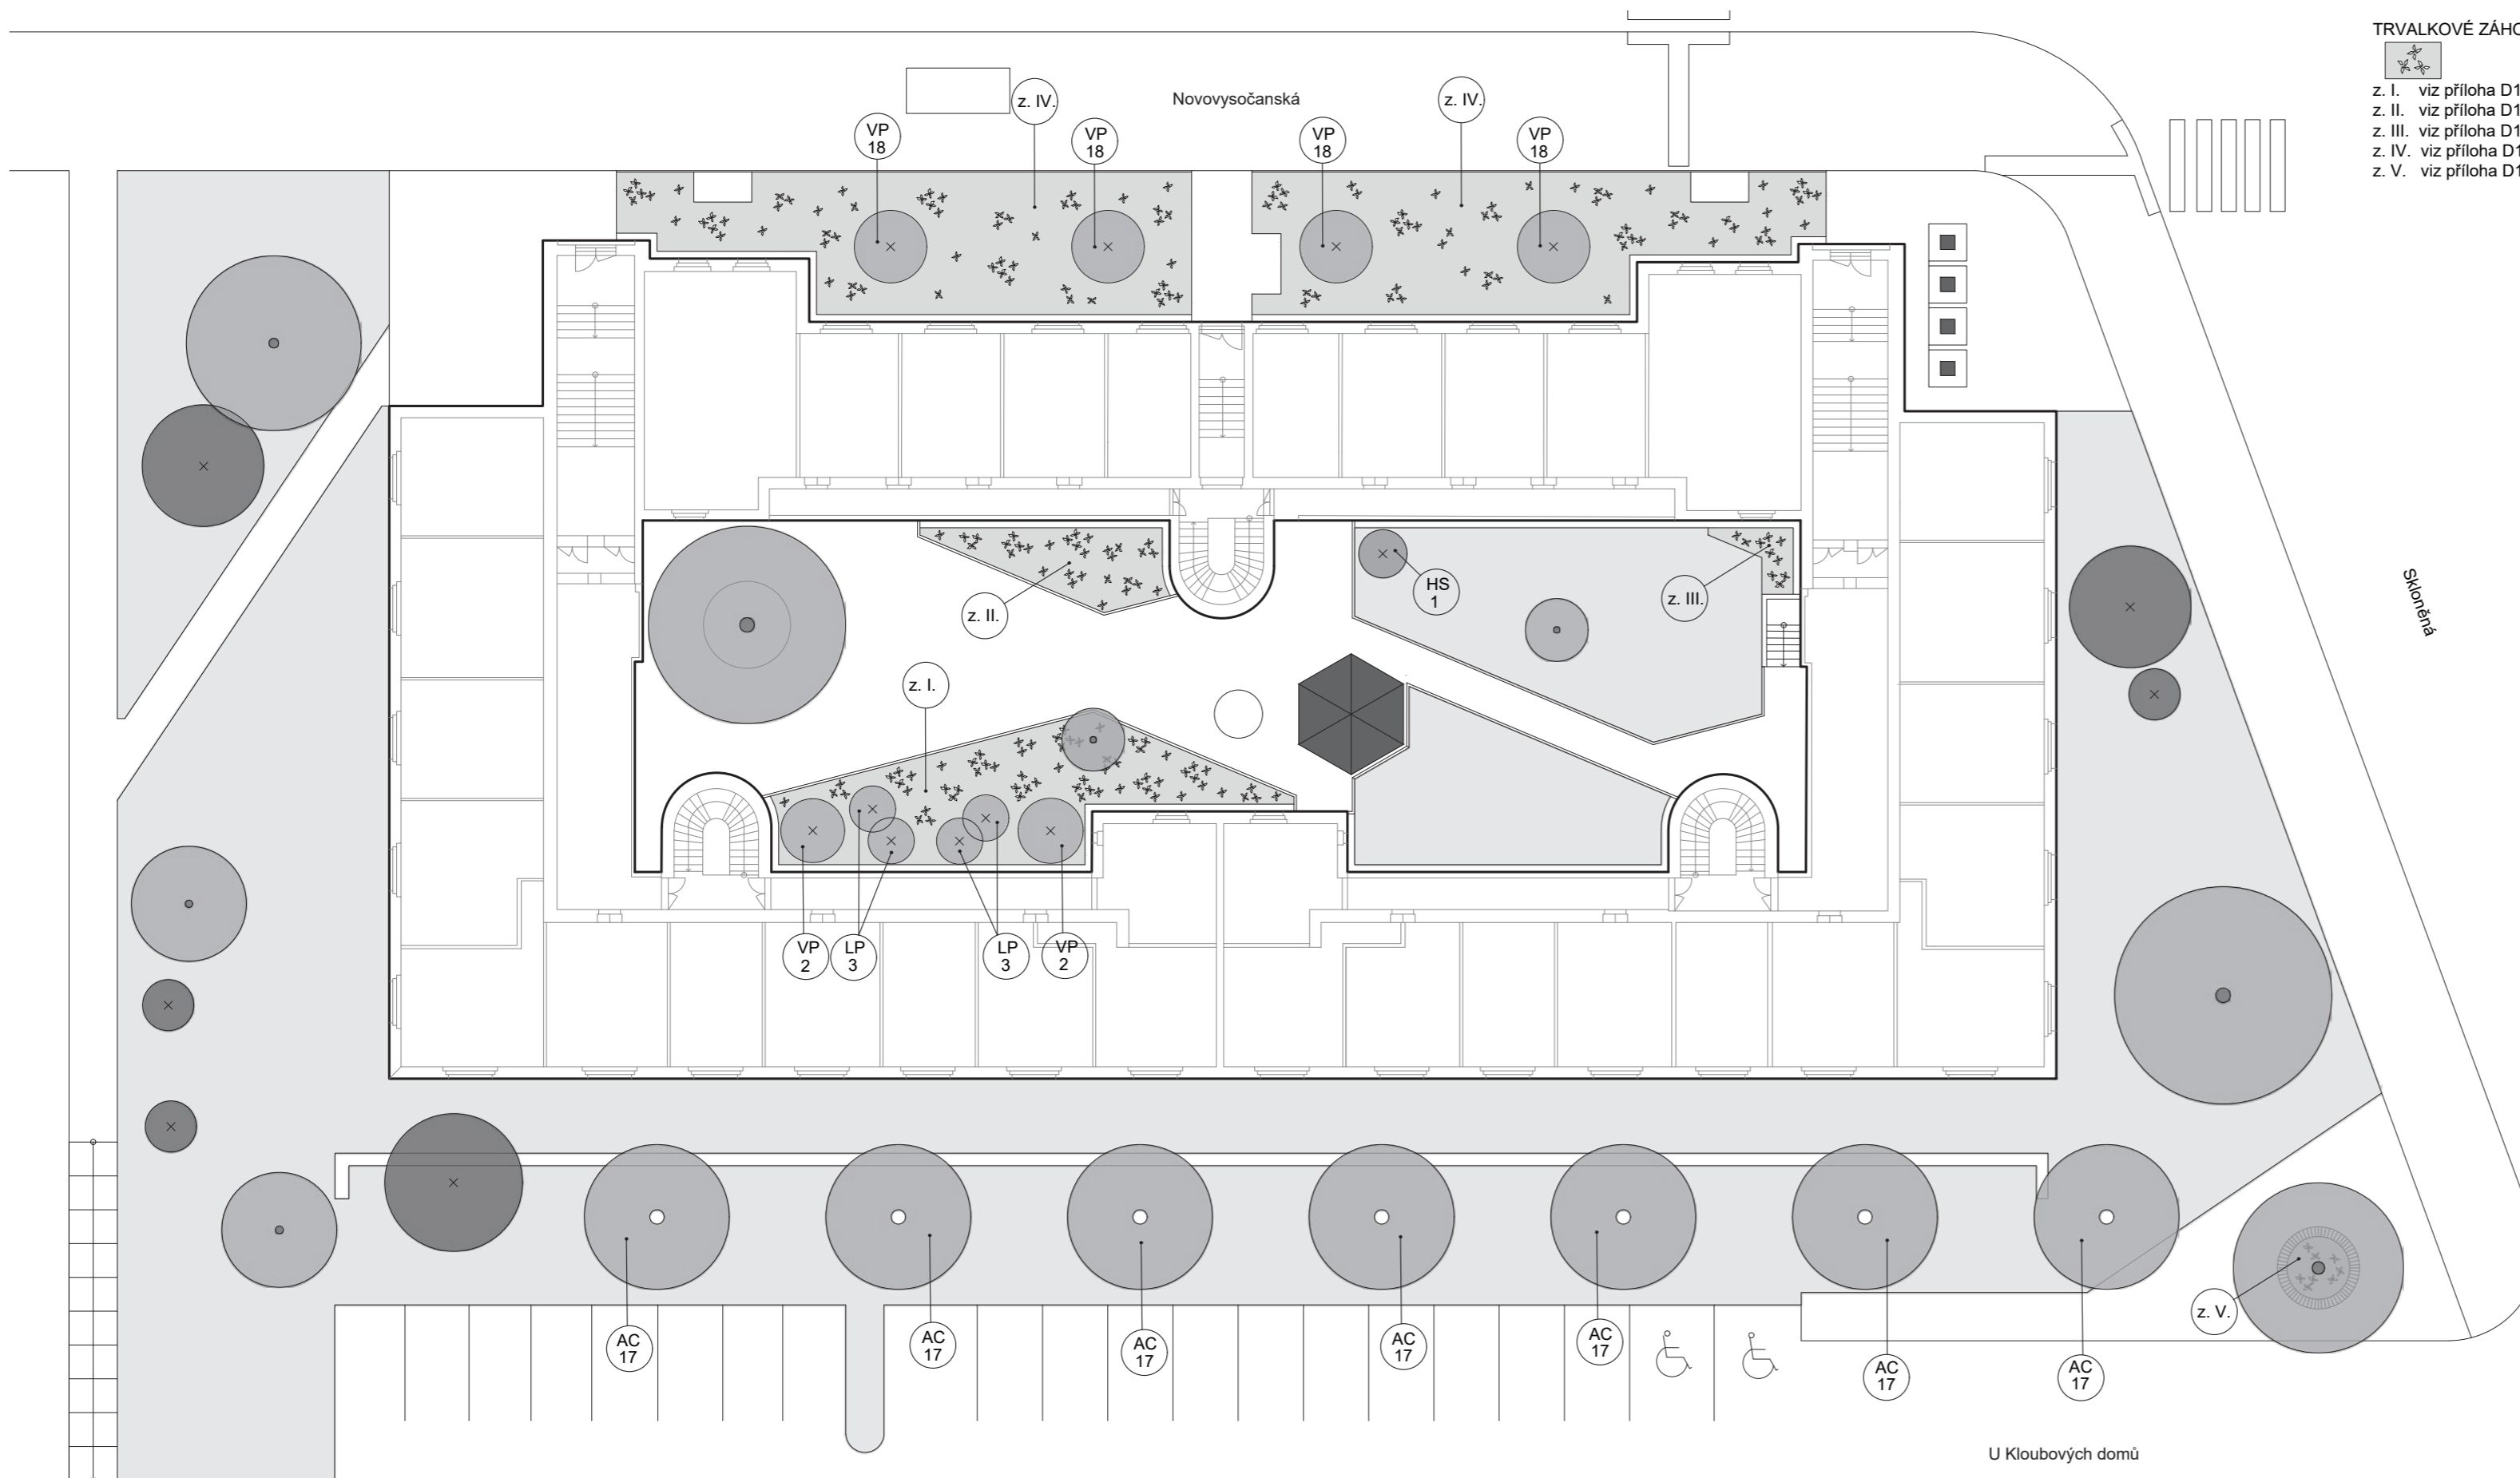 TRVALKOVÉ ZÁHO
z. I. viz příloha D1
z. II. viz příloha D1
z. III. viz příloha D1
z. IV. viz příloha D1
z. V. viz příloha D1
Novovysočanská
z. IV.
z. IV.
VP
18
VP
18
VP
18
VP
18
HS
1
z. II.
z. III.
Skloněná
z. I.
VP
2
LP
3
LP
3
VP
2
z. V.
AC
17
AC
17
AC
17
AC
17
AC
17
AC
17
AC
17
U Kloubových domů